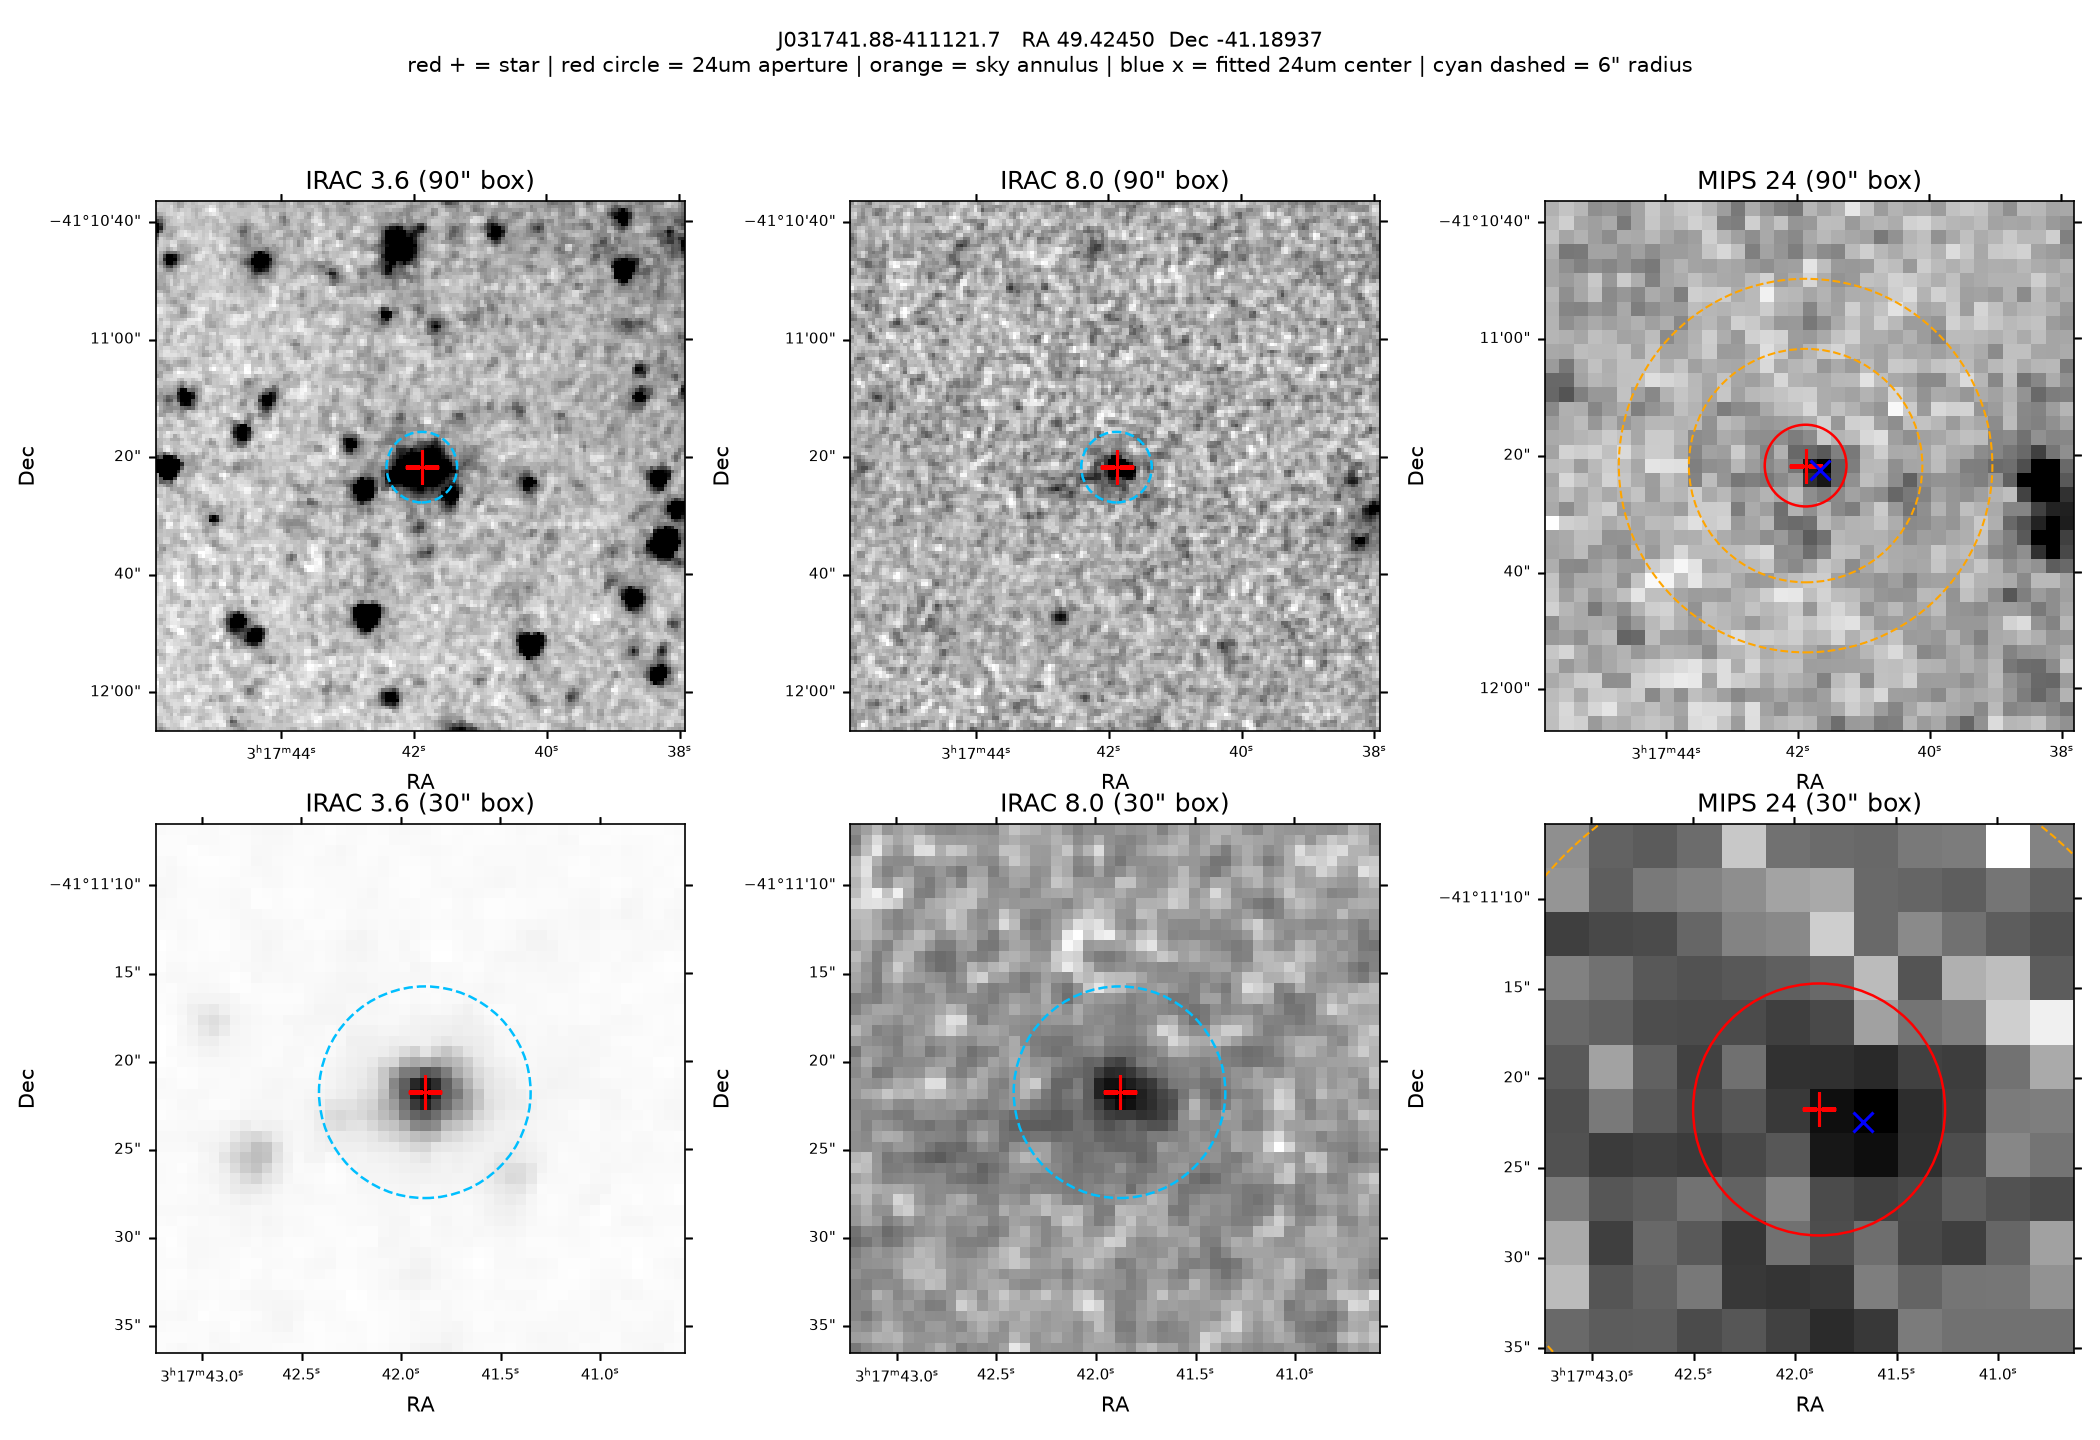 J031741.88-411121.7   RA 49.42450  Dec -41.18937
red + = star | red circle = 24um aperture | orange = sky annulus | blue x = fitted 24um center | cyan dashed = 6" radius
IRAC 3.6 (90" box)
−41°10'40"
11'00"
20"
40"
12'00"
Dec
3ʰ17ᵐ44ˢ
42ˢ
40ˢ
38ˢ
RA
IRAC 8.0 (90" box)
−41°10'40"
11'00"
20"
40"
12'00"
Dec
3ʰ17ᵐ44ˢ
42ˢ
40ˢ
38ˢ
RA
MIPS 24 (90" box)
−41°10'40"
11'00"
20"
40"
12'00"
Dec
3ʰ17ᵐ44ˢ
42ˢ
40ˢ
38ˢ
RA
IRAC 3.6 (30" box)
−41°11'10"
15"
20"
25"
30"
35"
Dec
3ʰ17ᵐ43.0ˢ
42.5ˢ
42.0ˢ
41.5ˢ
41.0ˢ
RA
IRAC 8.0 (30" box)
−41°11'10"
15"
20"
25"
30"
35"
Dec
3ʰ17ᵐ43.0ˢ
42.5ˢ
42.0ˢ
41.5ˢ
41.0ˢ
RA
MIPS 24 (30" box)
−41°11'10"
15"
20"
25"
30"
35"
Dec
3ʰ17ᵐ43.0ˢ
42.5ˢ
42.0ˢ
41.5ˢ
41.0ˢ
RA